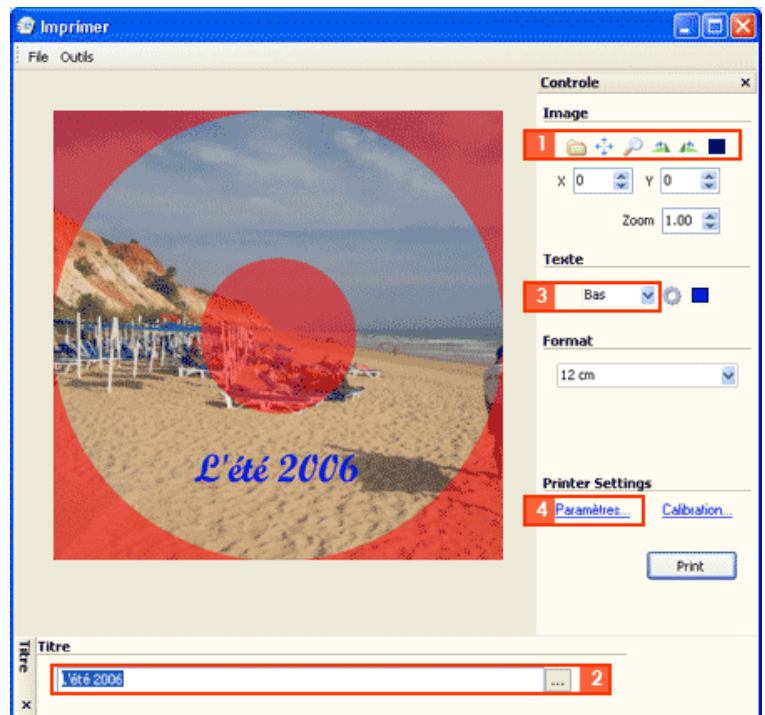 Imprimer
File Outils
Controle x
Image
1
X 0 Y 0
Zoom 1.00
Texte
3 Bas
Format
12 cm
L'été 2006
Printer Settings
4 Paramètres... Calibration...
Print
Titre
Titre
L'été 2006 ... 2
x